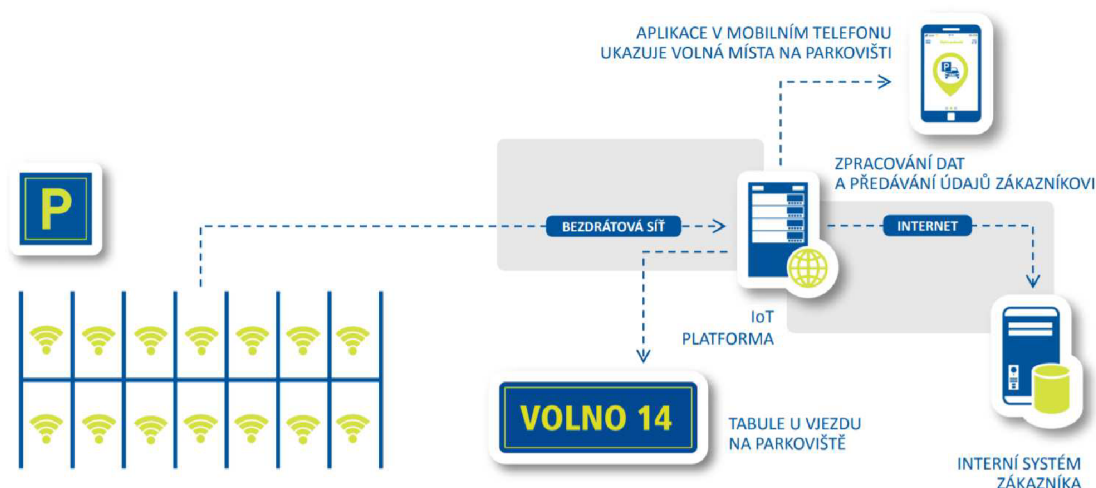 APLIKACE V MOBILNÍM TELEFONU
UKAZUJE VOLNÁ MÍSTA NA PARKOVIŠTI
P
ZPRACOVÁNÍ DAT
A PŘEDÁVÁNÍ ÚDAJŮ ZÁKAZNÍKOVI
BEZDRÁTOVÁ SÍŤ
INTERNET
IoT
PLATFORMA
VOLNO 14
TABULE U VJEZDU
NA PARKOVIŠTĚ
INTERNÍ SYSTÉM
ZÁKAZNÍKA